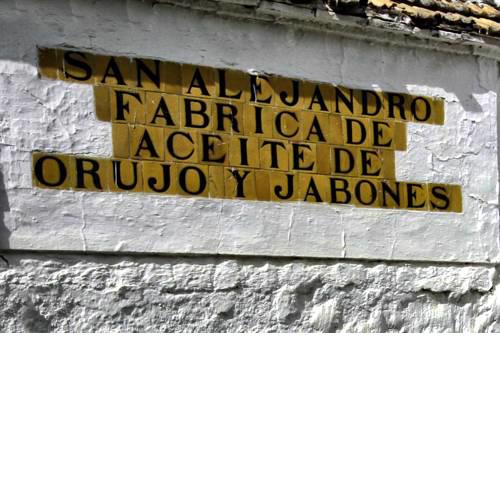 SAN ALEJANDRO
FABRICA DE
ACEITE DE
ORUJO Y JABONES